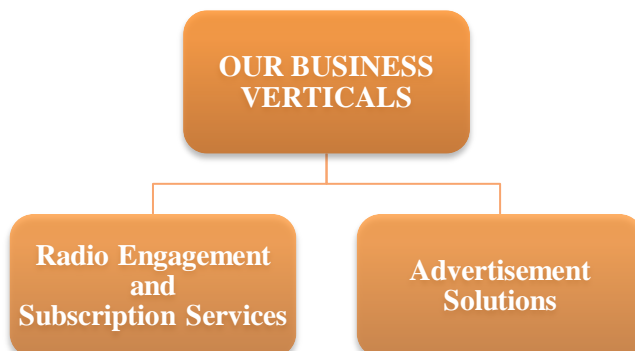 OUR BUSINESS
VERTICALS
Radio Engagement
and
Subscription Services
Advertisement
Solutions